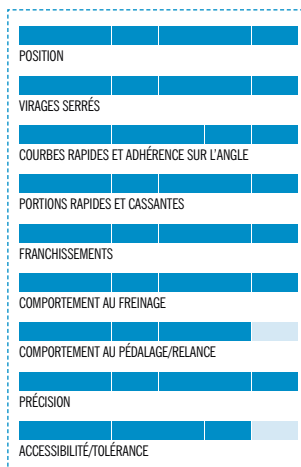 POSITION
VIRAGES SERRÉS
COURBES RAPIDES ET ADHÉRENCE SUR L'ANGLE
PORTIONS RAPIDES ET CASSANTES
FRANCHISSEMENTS
COMPORTEMENT AU FREINAGE
COMPORTEMENT AU PÉDALAGE/RELANCE
PRÉCISION
ACCESSIBILITÉ/TOLÉRANCE